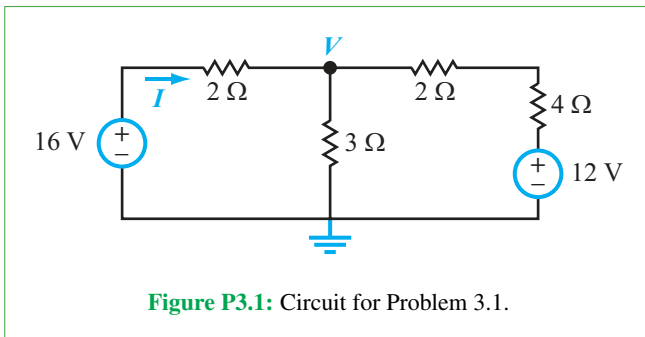 V
I
2 Ω
2 Ω
4 Ω
16 V
+
−
3 Ω
+
−
12 V
Figure P3.1: Circuit for Problem 3.1.